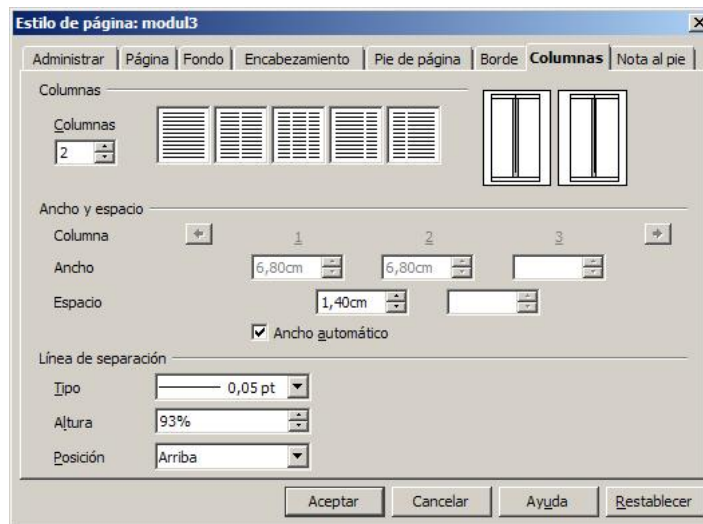 Estilo de página: modul3
Administrar Página Fondo Encabezamiento Pie de página Borde Columnas Nota al pie
Columnas
Columnas
2
Ancho y espacio
Columna 1 2 3
Ancho 6,80cm 6,80cm
Espacio 1,40cm
Ancho automático
Línea de separación
Tipo 0,05 pt
Altura 93%
Posición Arriba
Aceptar Cancelar Ayuda Restablecer